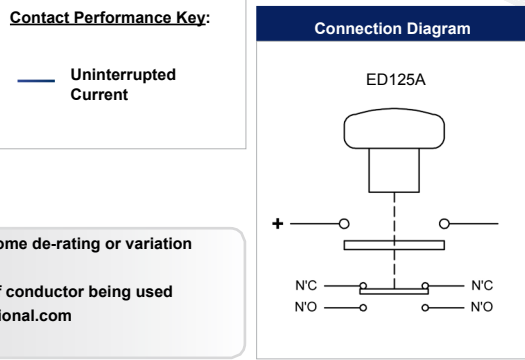 Contact Performance Key:
Uninterrupted
Current
ome de-rating or variation
conductor being used
ional.com
Connection Diagram
ED125A
+
N'C N'C
N'O N'O